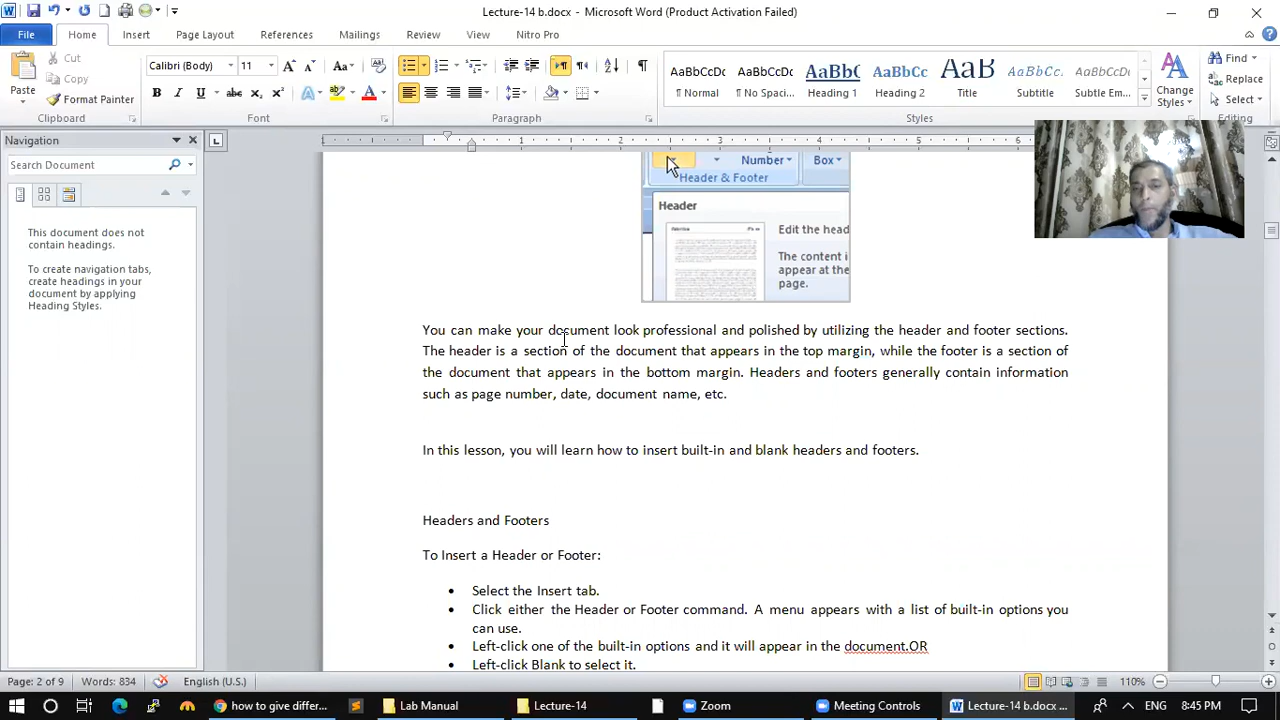 Lecture-14 b.docx - Microsoft Word (Product Activation Failed)
File Home Insert Page Layout References Mailings Review View Nitro Pro
Paste
Cut
Copy
Format Painter
Clipboard
Calibri (Body) 11
Font
Paragraph
AaBbCcDc AaBbCcDc AaBbC AaBbCc AaB AaBbCc. AaBbCcDc
¶ Normal ¶ No Spaci... Heading 1 Heading 2 Title Subtitle Subtle Em...
Styles
Change
Styles
Find
Replace
Select
Editing
Navigation
Search Document
This document does not
contain headings.
To create navigation tabs,
create headings in your
document by applying
Heading Styles.
Number Box
Header & Footer
Header
Edit the head
The content i
appear at the
page.
You can make your document look professional and polished by utilizing the header and footer sections.
The header is a section of the document that appears in the top margin, while the footer is a section of
the document that appears in the bottom margin. Headers and footers generally contain information
such as page number, date, document name, etc.
In this lesson, you will learn how to insert built-in and blank headers and footers.
Headers and Footers
To Insert a Header or Footer:
• Select the Insert tab.
• Click either the Header or Footer command. A menu appears with a list of built-in options you
can use.
• Left-click one of the built-in options and it will appear in the document.OR
• Left-click Blank to select it.
Page: 2 of 9 Words: 834 English (U.S.) 110%
how to give differ... Lab Manual Lecture-14 Zoom Meeting Controls Lecture-14 b.docx ... ENG 8:45 PM